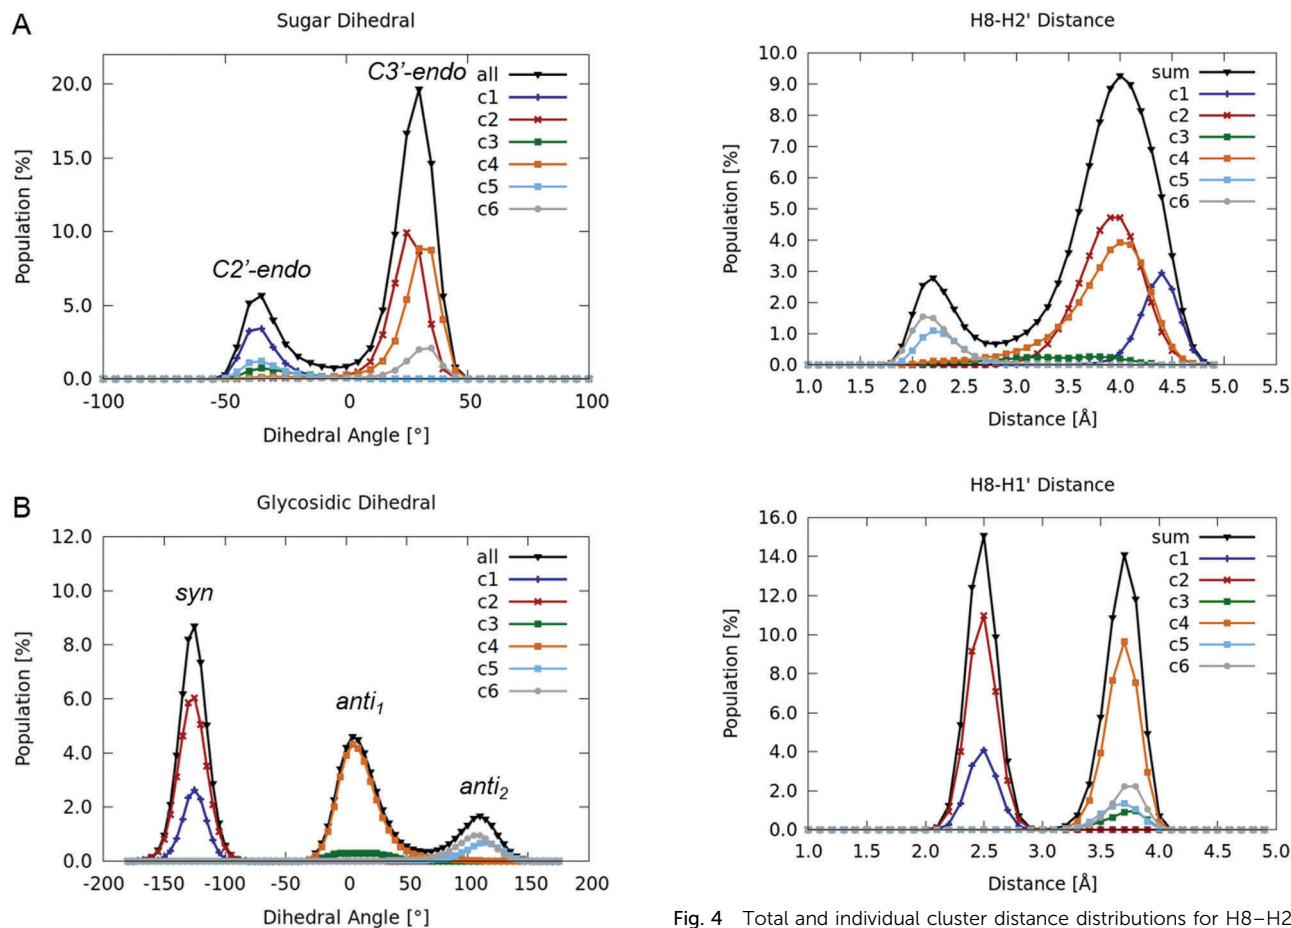 A
Sugar Dihedral
C3'-endo
C2'-endo
all
c1
c2
c3
c4
c5
c6
20.0
15.0
10.0
5.0
0.0
Population [%]
-100
-50
0
50
100
Dihedral Angle [°]
B
Glycosidic Dihedral
syn
anti1
anti2
all
c1
c2
c3
c4
c5
c6
12.0
10.0
8.0
6.0
4.0
2.0
0.0
Population [%]
-200
-150
-100
-50
0
50
100
150
200
Dihedral Angle [°]
H8-H2' Distance
sum
c1
c2
c3
c4
c5
c6
10.0
9.0
8.0
7.0
6.0
5.0
4.0
3.0
2.0
1.0
0.0
Population [%]
1.0
1.5
2.0
2.5
3.0
3.5
4.0
4.5
5.0
5.5
Distance [Å]
H8-H1' Distance
sum
c1
c2
c3
c4
c5
c6
16.0
14.0
12.0
10.0
8.0
6.0
4.0
2.0
0.0
Population [%]
1.0
1.5
2.0
2.5
3.0
3.5
4.0
4.5
5.0
Distance [Å]
Fig. 4 Total and individual cluster distance distributions for H8–H2